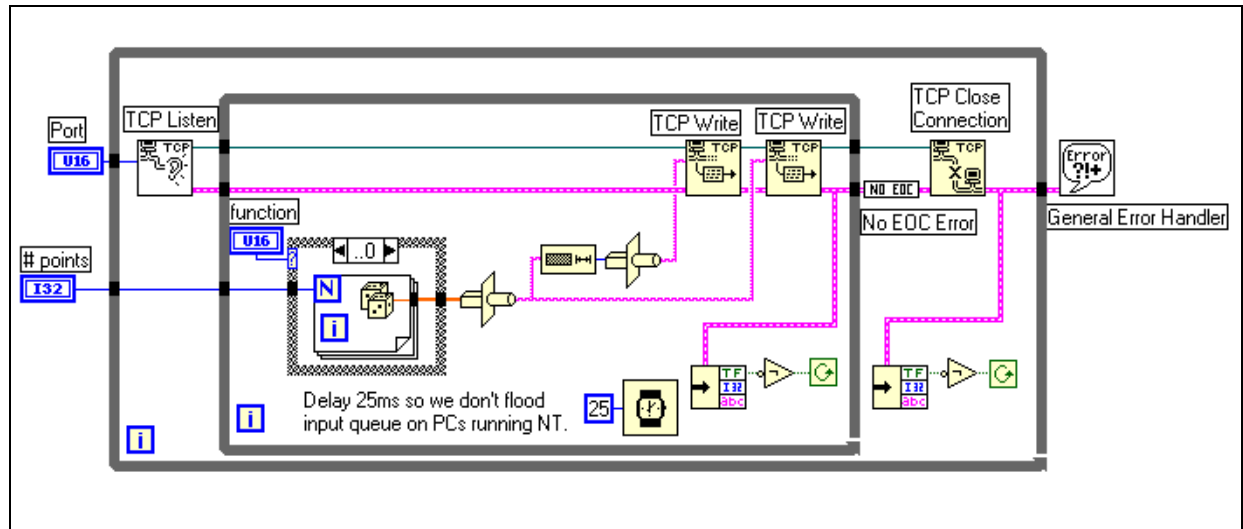 Port
U16
TCP Listen
TCP
TCP Write
TCP
TCP Write
TCP
TCP Close
Connection
TCP
Error
?!+
General Error Handler
NO EOC
No EOC Error
function
U16
?
..0
# points
I32
N
i
TF
I32
abc
TF
I32
abc
Delay 25ms so we don't flood
input queue on PCs running NT.
25
i
i